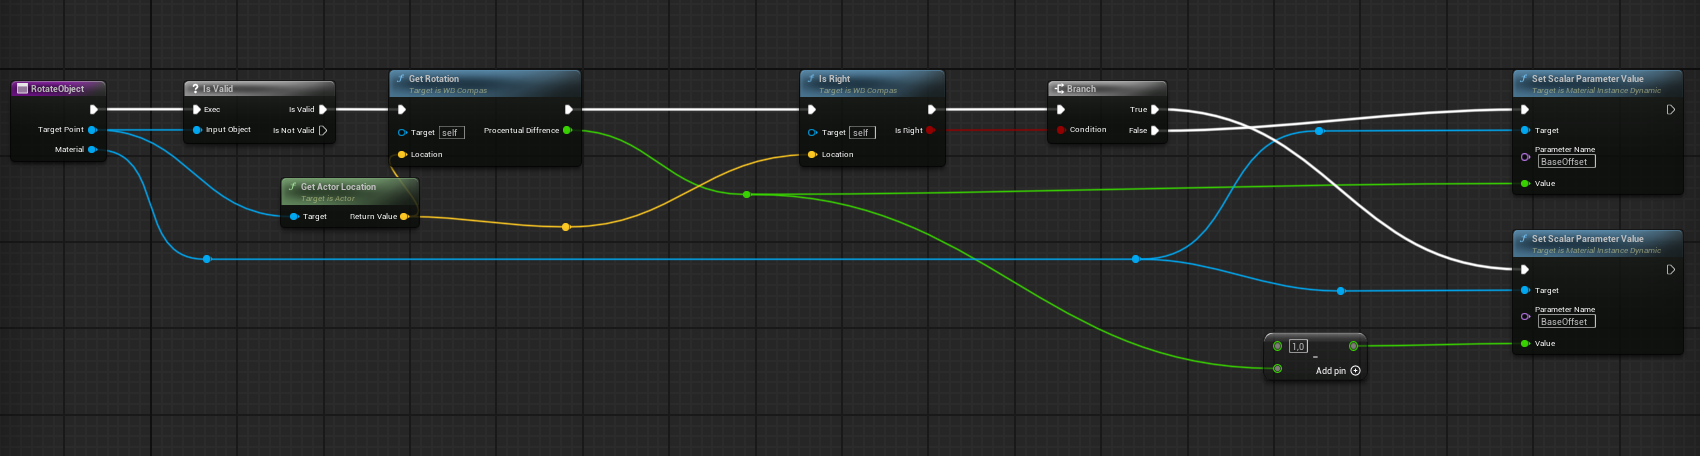 RotateObject
Target Point
Material
? Is Valid
Exec
Is Valid
Input Object
Is Not Valid
f Get Rotation
Target is WB Compas
Target self
Procentual Diffrence
Location
f Get Actor Location
Target is Actor
Target
Return Value
f Is Right
Target is WB Compas
Target self
Is Right
Location
Branch
True
Condition
False
f Set Scalar Parameter Value
Target is Material Instance Dynamic
Target
Parameter Name
BaseOffset
Value
f Set Scalar Parameter Value
Target is Material Instance Dynamic
Target
Parameter Name
BaseOffset
Value
1,0
-
Add pin